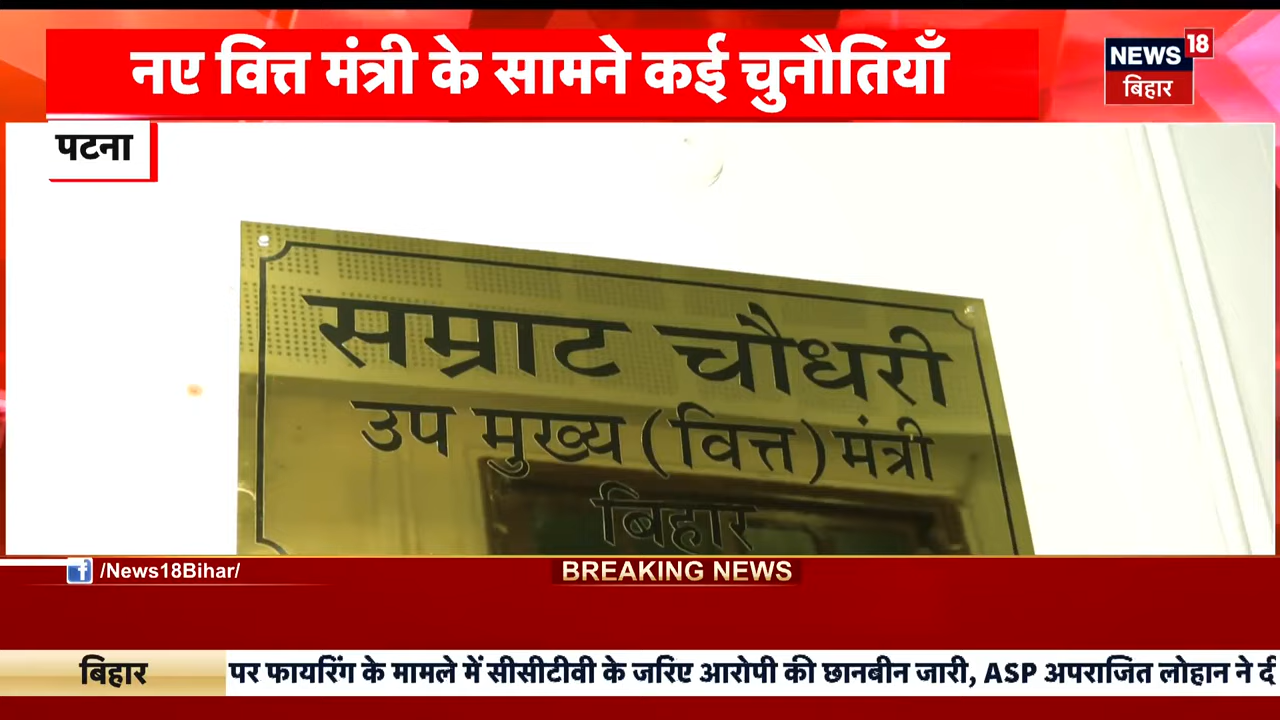 नए वित्त मंत्री के सामने कई चुनौतियाँ
NEWS 18
बिहार
पटना
सम्राट चौधरी
उप मुख्य (वित्त) मंत्री
बिहार
/News18Bihar/
BREAKING NEWS
बिहार
पर फायरिंग के मामले में सीसीटीवी के जरिए आरोपी की छानबीन जारी, ASP अपराजित लोहान ने दी